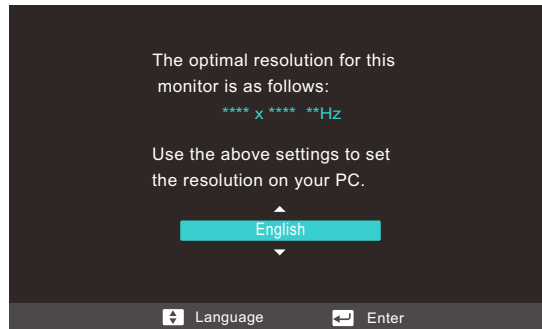 The optimal resolution for this
monitor is as follows:
**** x **** **Hz
Use the above settings to set
the resolution on your PC.
English
Language Enter